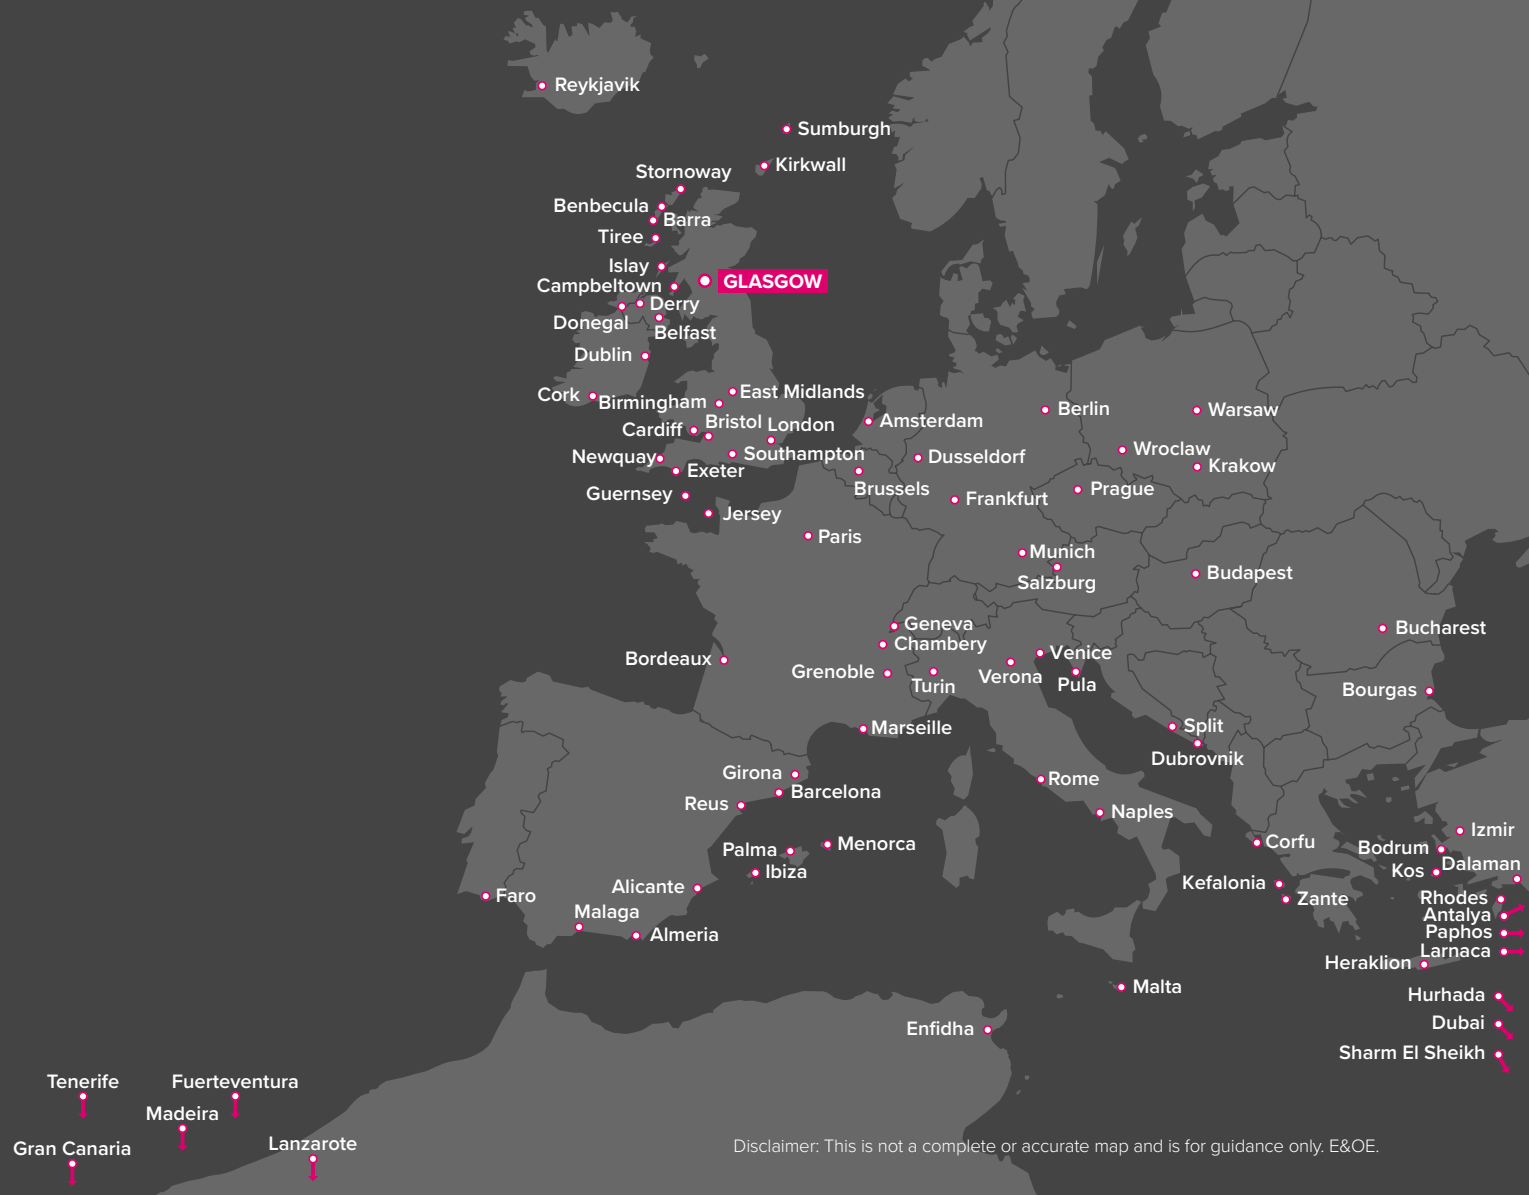 Reykjavik
Sumburgh
Kirkwall
Stornoway
Benbecula
Barra
Tiree
Islay
GLASGOW
Campbeltown
Derry
Donegal
Belfast
Dublin
East Midlands
Cork
Birmingham
Bristol
London
Cardiff
Amsterdam
Berlin
Warsaw
Newquay
Southampton
Dusseldorf
Wroclaw
Krakow
Exeter
Brussels
Prague
Guernsey
Frankfurt
Jersey
Paris
Munich
Salzburg
Budapest
Geneva
Bucharest
Chambery
Venice
Bordeaux
Grenoble
Turin
Verona
Pula
Bourgas
Marseille
Split
Dubrovnik
Girona
Rome
Barcelona
Reus
Naples
Izmir
Menorca
Corfu
Bodrum
Palma
Dalaman
Ibiza
Kos
Kefalonia
Alicante
Faro
Zante
Rhodes
Malaga
Antalya
Almeria
Paphos
Larnaca
Heraklion
Malta
Hurhada
Enfidha
Dubai
Sharm El Sheikh
Tenerife
Fuerteventura
Madeira
Gran Canaria
Lanzarote
Disclaimer: This is not a complete or accurate map and is for guidance only. E&OE.